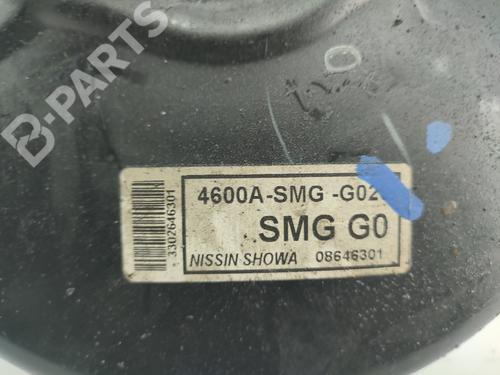 B-PARTS
4600A-SMG -G02
SMG G0
NISSIN SHOWA 08646301
3302646301